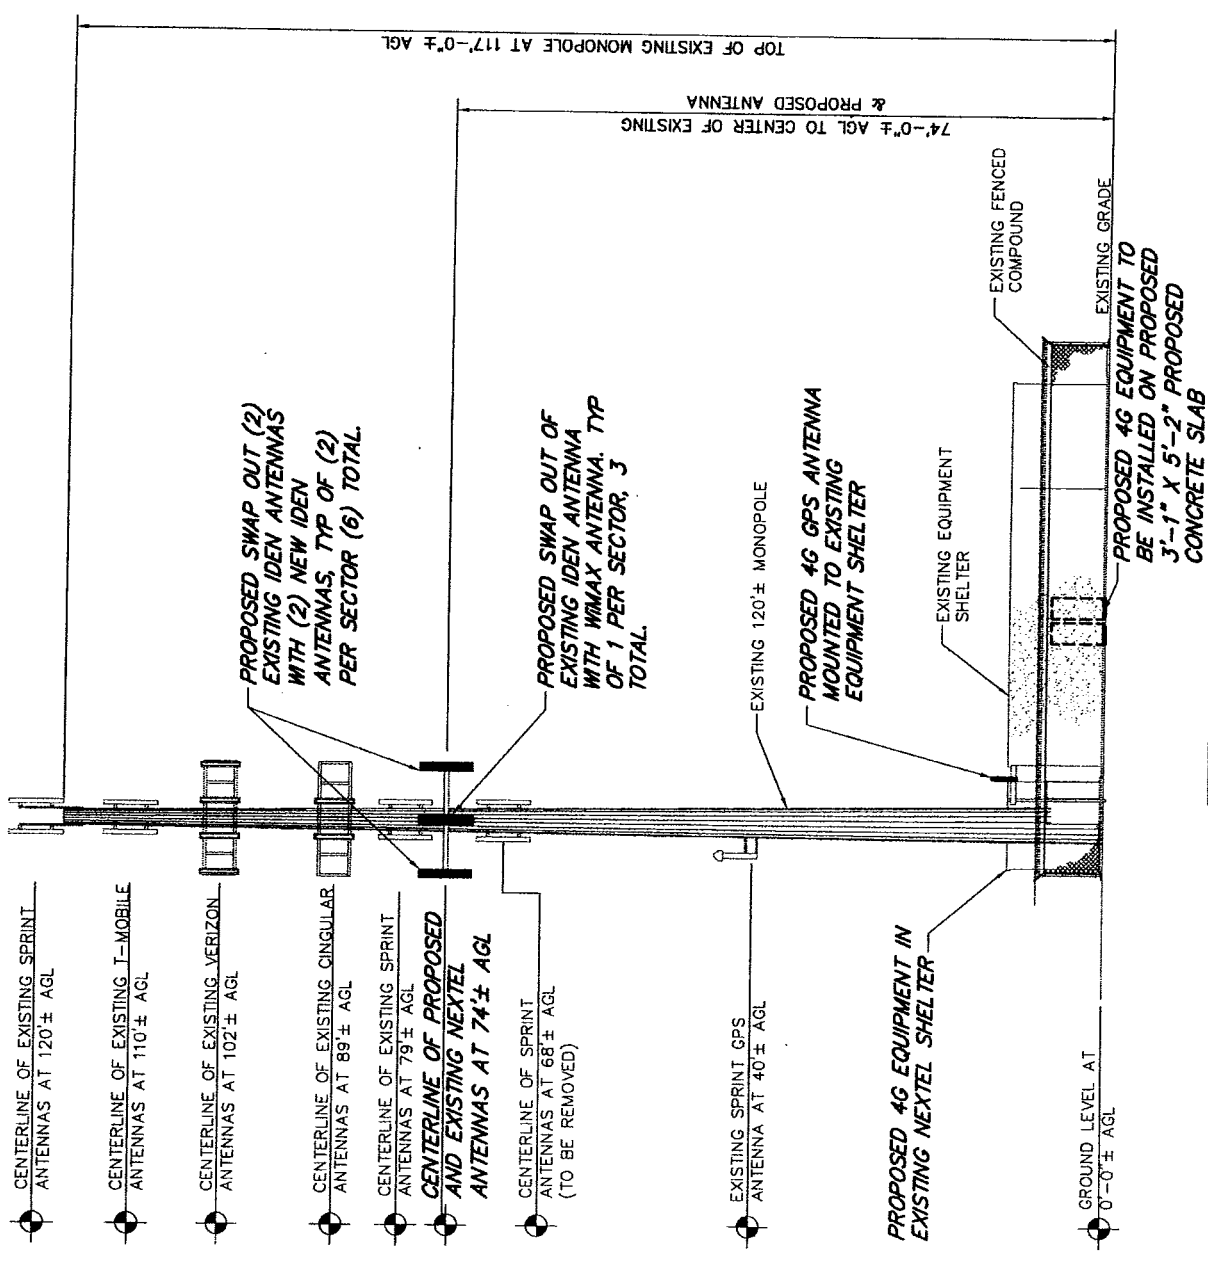 TOP OF EXISTING MONOPOLE AT 117'-0"± AGL
74'-0"± AGL TO CENTER OF EXISTING
& PROPOSED ANTENNA
CENTERLINE OF EXISTING SPRINT
ANTENNAS AT 120'± AGL
CENTERLINE OF EXISTING T-MOBILE
ANTENNAS AT 110'± AGL
CENTERLINE OF EXISTING VERIZON
ANTENNAS AT 102'± AGL
CENTERLINE OF EXISTING CINGULAR
ANTENNAS AT 89'± AGL
CENTERLINE OF EXISTING SPRINT
ANTENNAS AT 79'± AGL
CENTERLINE OF PROPOSED
AND EXISTING NEXTEL
ANTENNAS AT 74'± AGL
CENTERLINE OF SPRINT
ANTENNAS AT 68'± AGL
(TO BE REMOVED)
EXISTING SPRINT GPS
ANTENNA AT 40'± AGL
PROPOSED 4G EQUIPMENT IN
EXISTING NEXTEL SHELTER
GROUND LEVEL AT
0'-0"± AGL
PROPOSED SWAP OUT (2)
EXISTING IDEN ANTENNAS
WITH (2) NEW IDEN
ANTENNAS, TYP OF (2)
PER SECTOR (6) TOTAL.
PROPOSED SWAP OUT OF
EXISTING IDEN ANTENNA
WITH WIMAX ANTENNA. TYP
OF 1 PER SECTOR, 3
TOTAL.
EXISTING 120'± MONOPOLE
PROPOSED 4G GPS ANTENNA
MOUNTED TO EXISTING
EQUIPMENT SHELTER
EXISTING EQUIPMENT
SHELTER
EXISTING FENCED
COMPOUND
EXISTING GRADE
PROPOSED 4G EQUIPMENT TO
BE INSTALLED ON PROPOSED
3'-1" X 5'-2" PROPOSED
CONCRETE SLAB